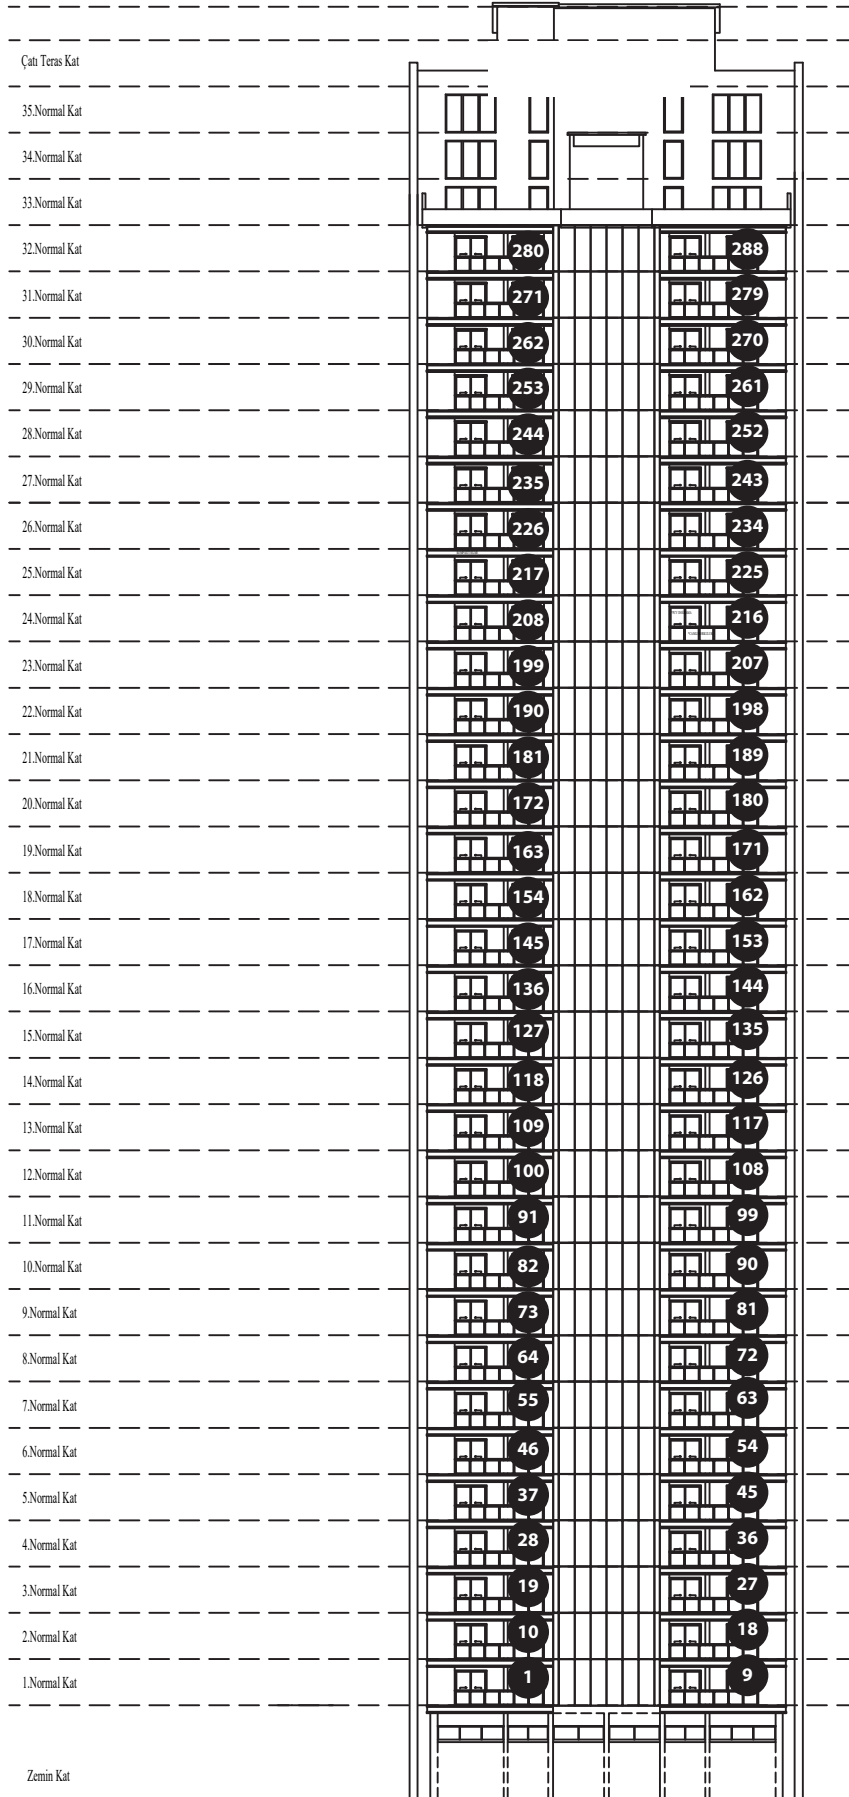 Çatı Teras Kat
35.Normal Kat
34.Normal Kat
33.Normal Kat
32.Normal Kat 280 288
31.Normal Kat 271 279
30.Normal Kat 262 270
29.Normal Kat 253 261
28.Normal Kat 244 252
27.Normal Kat 235 243
26.Normal Kat 226 234
25.Normal Kat 217 225
24.Normal Kat 208 216
23.Normal Kat 199 207
22.Normal Kat 190 198
21.Normal Kat 181 189
20.Normal Kat 172 180
19.Normal Kat 163 171
18.Normal Kat 154 162
17.Normal Kat 145 153
16.Normal Kat 136 144
15.Normal Kat 127 135
14.Normal Kat 118 126
13.Normal Kat 109 117
12.Normal Kat 100 108
11.Normal Kat 91 99
10.Normal Kat 82 90
9.Normal Kat 73 81
8.Normal Kat 64 72
7.Normal Kat 55 63
6.Normal Kat 46 54
5.Normal Kat 37 45
4.Normal Kat 28 36
3.Normal Kat 19 27
2.Normal Kat 10 18
1.Normal Kat 1 9
Zemin Kat